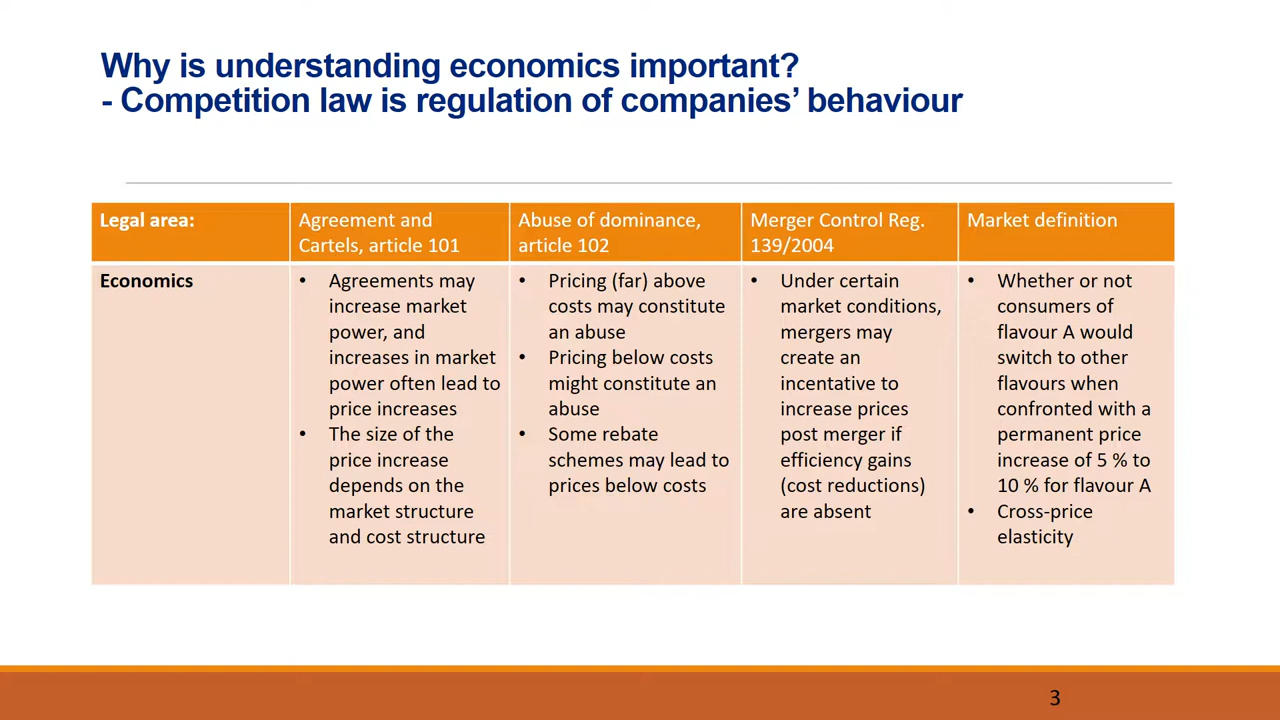 Why is understanding economics important?
- Competition law is regulation of companies’ behaviour
Legal area:
Agreement and
Cartels, article 101
Abuse of dominance,
article 102
Merger Control Reg.
139/2004
Market definition
Economics
• Agreements may
increase market
power, and
increases in market
power often lead to
price increases
• The size of the
price increase
depends on the
market structure
and cost structure
• Pricing (far) above
costs may constitute
an abuse
• Pricing below costs
might constitute an
abuse
• Some rebate
schemes may lead to
prices below costs
• Under certain
market conditions,
mergers may
create an
incentative to
increase prices
post merger if
efficiency gains
(cost reductions)
are absent
• Whether or not
consumers of
flavour A would
switch to other
flavours when
confronted with a
permanent price
increase of 5 % to
10 % for flavour A
• Cross-price
elasticity
3